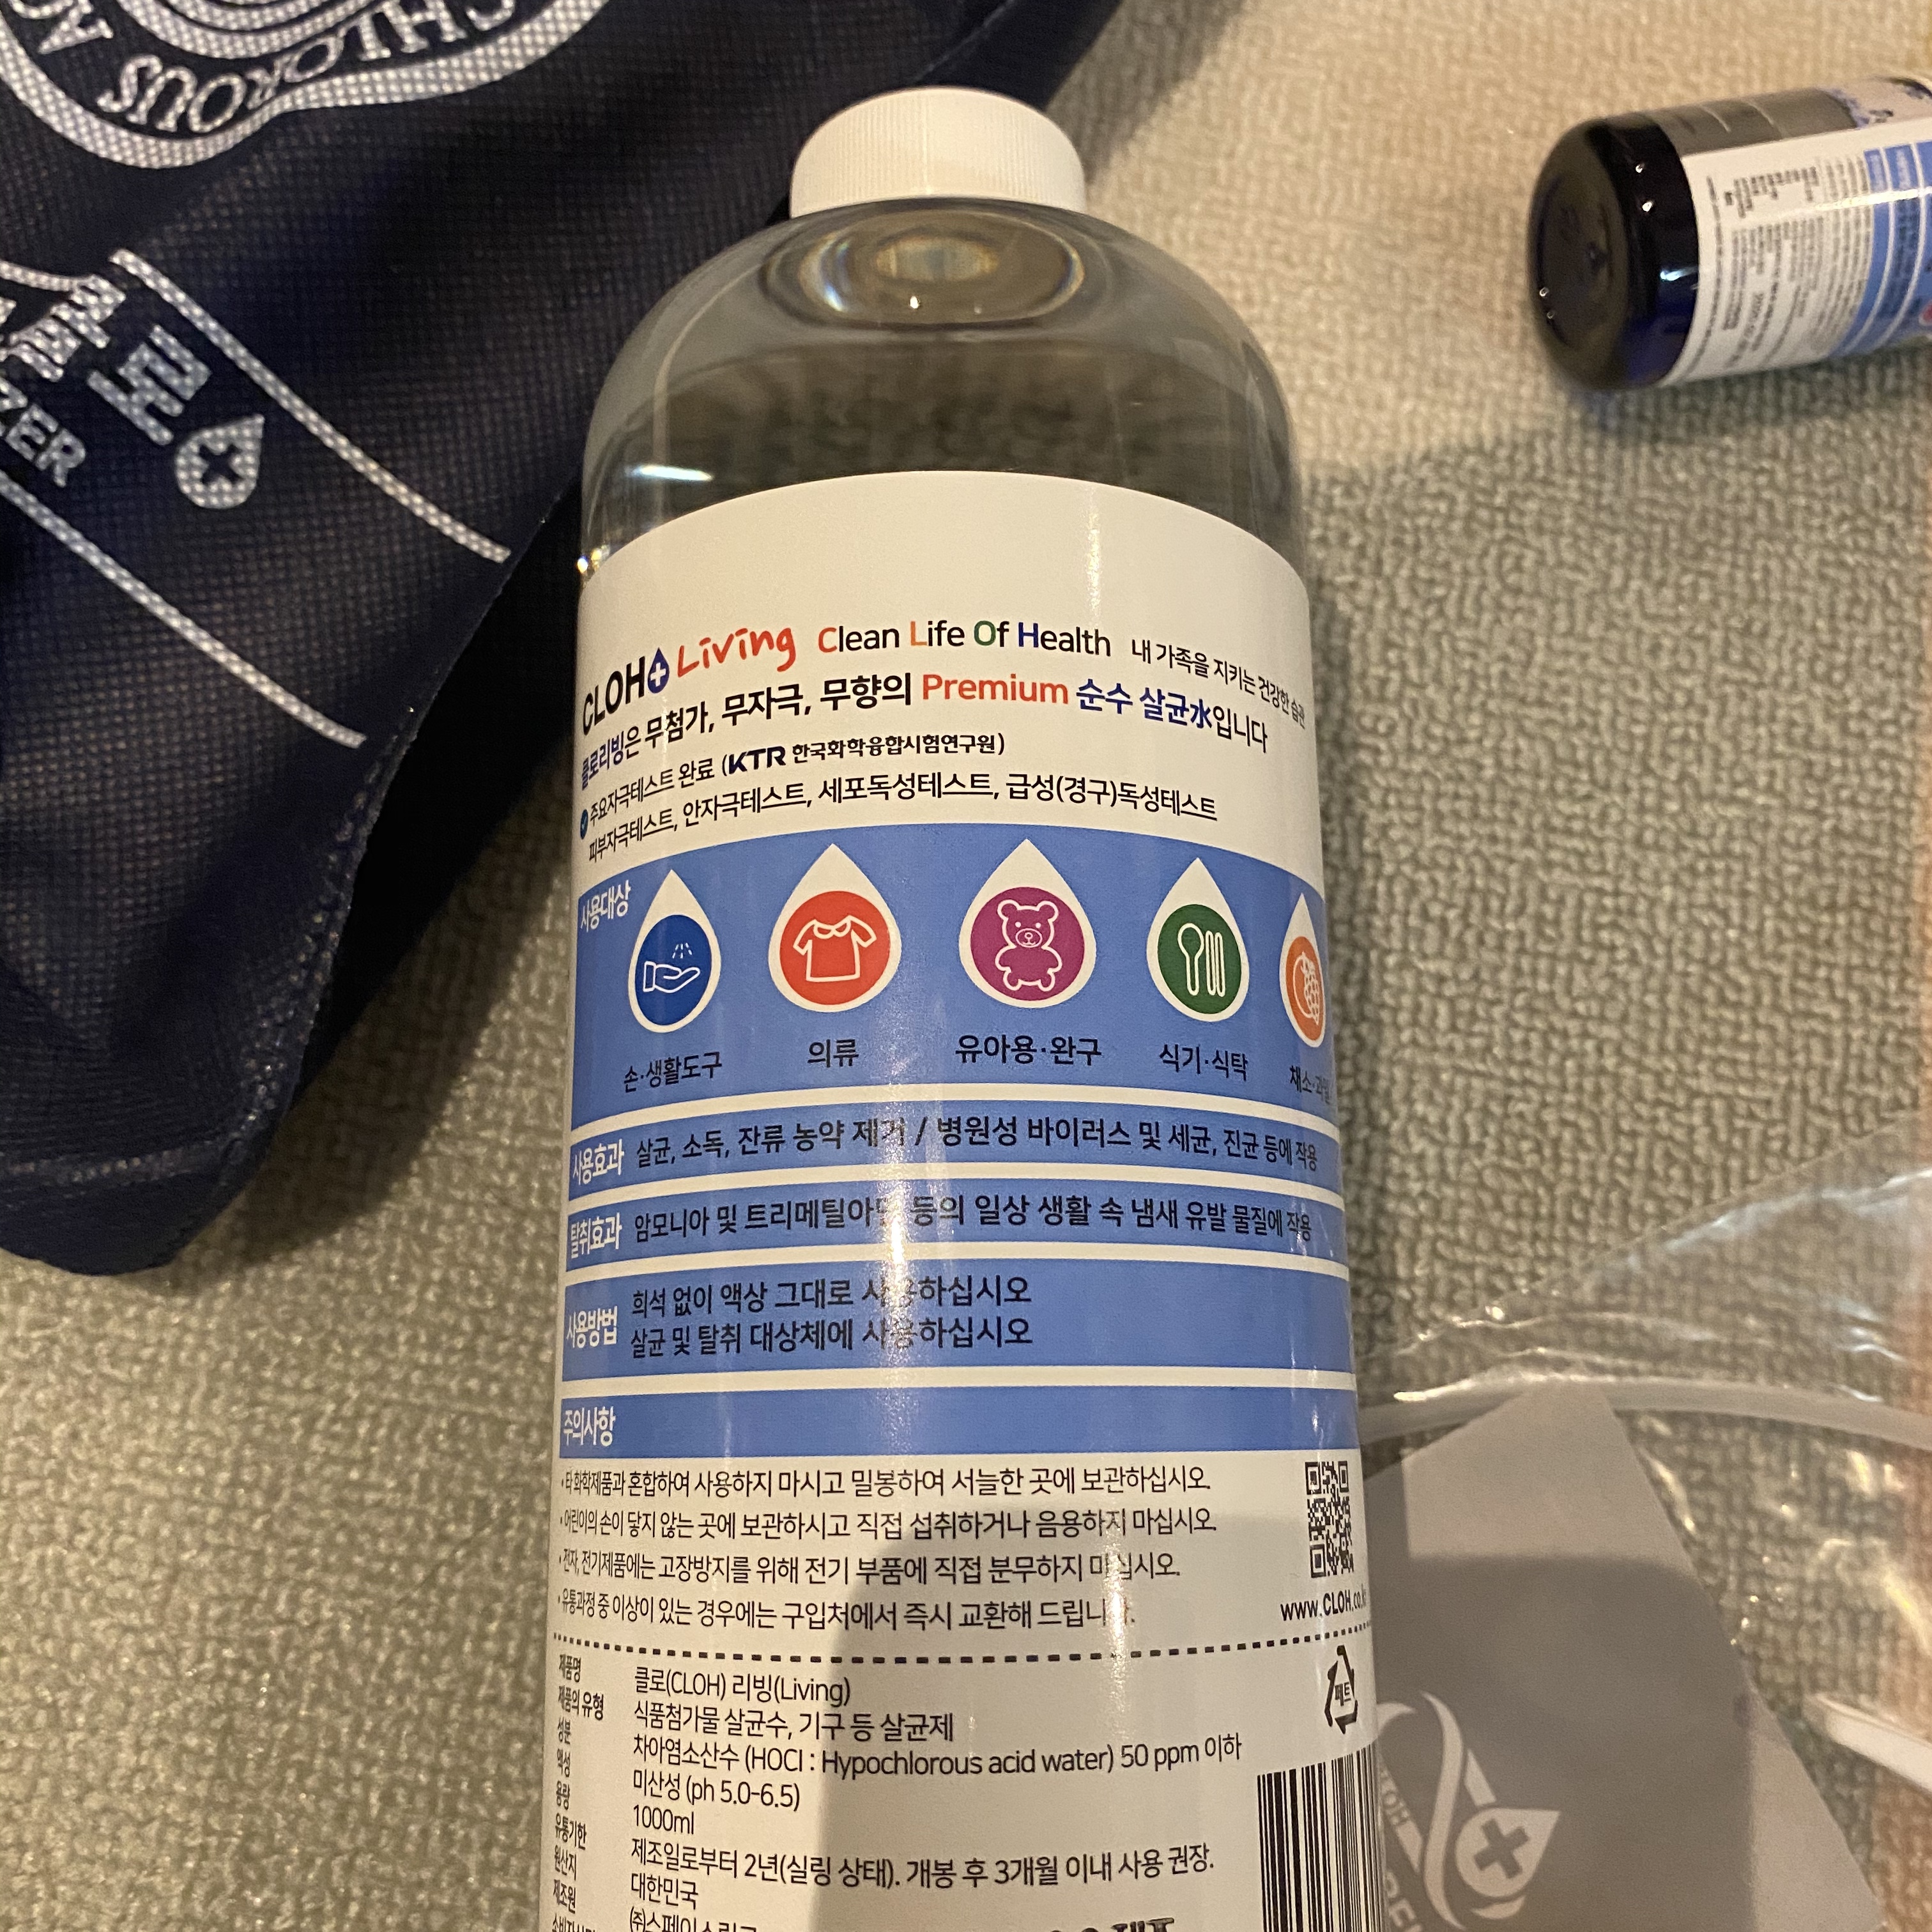 CHLOROUS
클로
ZER
CLOH Living Clean Life Of Health 내 가족을 지키는 건강한 습관
클로리빙은 무첨가, 무자극, 무향의 Premium 순수 살균水입니다
주요자극테스트 완료 (KTR 한국화학융합시험연구원)
피부자극테스트, 안자극테스트, 세포독성테스트, 급성(경구)독성테스트
사용대상
손·생활도구
의류
유아용·완구
식기·식탁
채소·과일
사용효과 살균, 소독, 잔류 농약 제거 / 병원성 바이러스 및 세균, 진균 등에 작용
탈취효과 암모니아 및 트리메틸아민 등의 일상 생활 속 냄새 유발 물질에 작용
사용방법 희석 없이 액상 그대로 사용하십시오
살균 및 탈취 대상체에 사용하십시오
주의사항
· 타 화학제품과 혼합하여 사용하지 마시고 밀봉하여 서늘한 곳에 보관하십시오.
· 어린이의 손이 닿지 않는 곳에 보관하시고 직접 섭취하거나 음용하지 마십시오.
· 전자, 전기제품에는 고장방지를 위해 전기 부품에 직접 분무하지 마십시오.
· 유통과정 중 이상이 있는 경우에는 구입처에서 즉시 교환해 드립니다.
www.CLOH.co.k
페트
제품명 클로(CLOH) 리빙(Living)
제품의 유형 식품첨가물 살균수, 기구 등 살균제
성분 차아염소산수 (HOCl : Hypochlorous acid water) 50 ppm 이하
액성 미산성 (ph 5.0-6.5)
용량 1000ml
유통기한 제조일로부터 2년(실링 상태). 개봉 후 3개월 이내 사용 권장.
원산지 대한민국
제조원